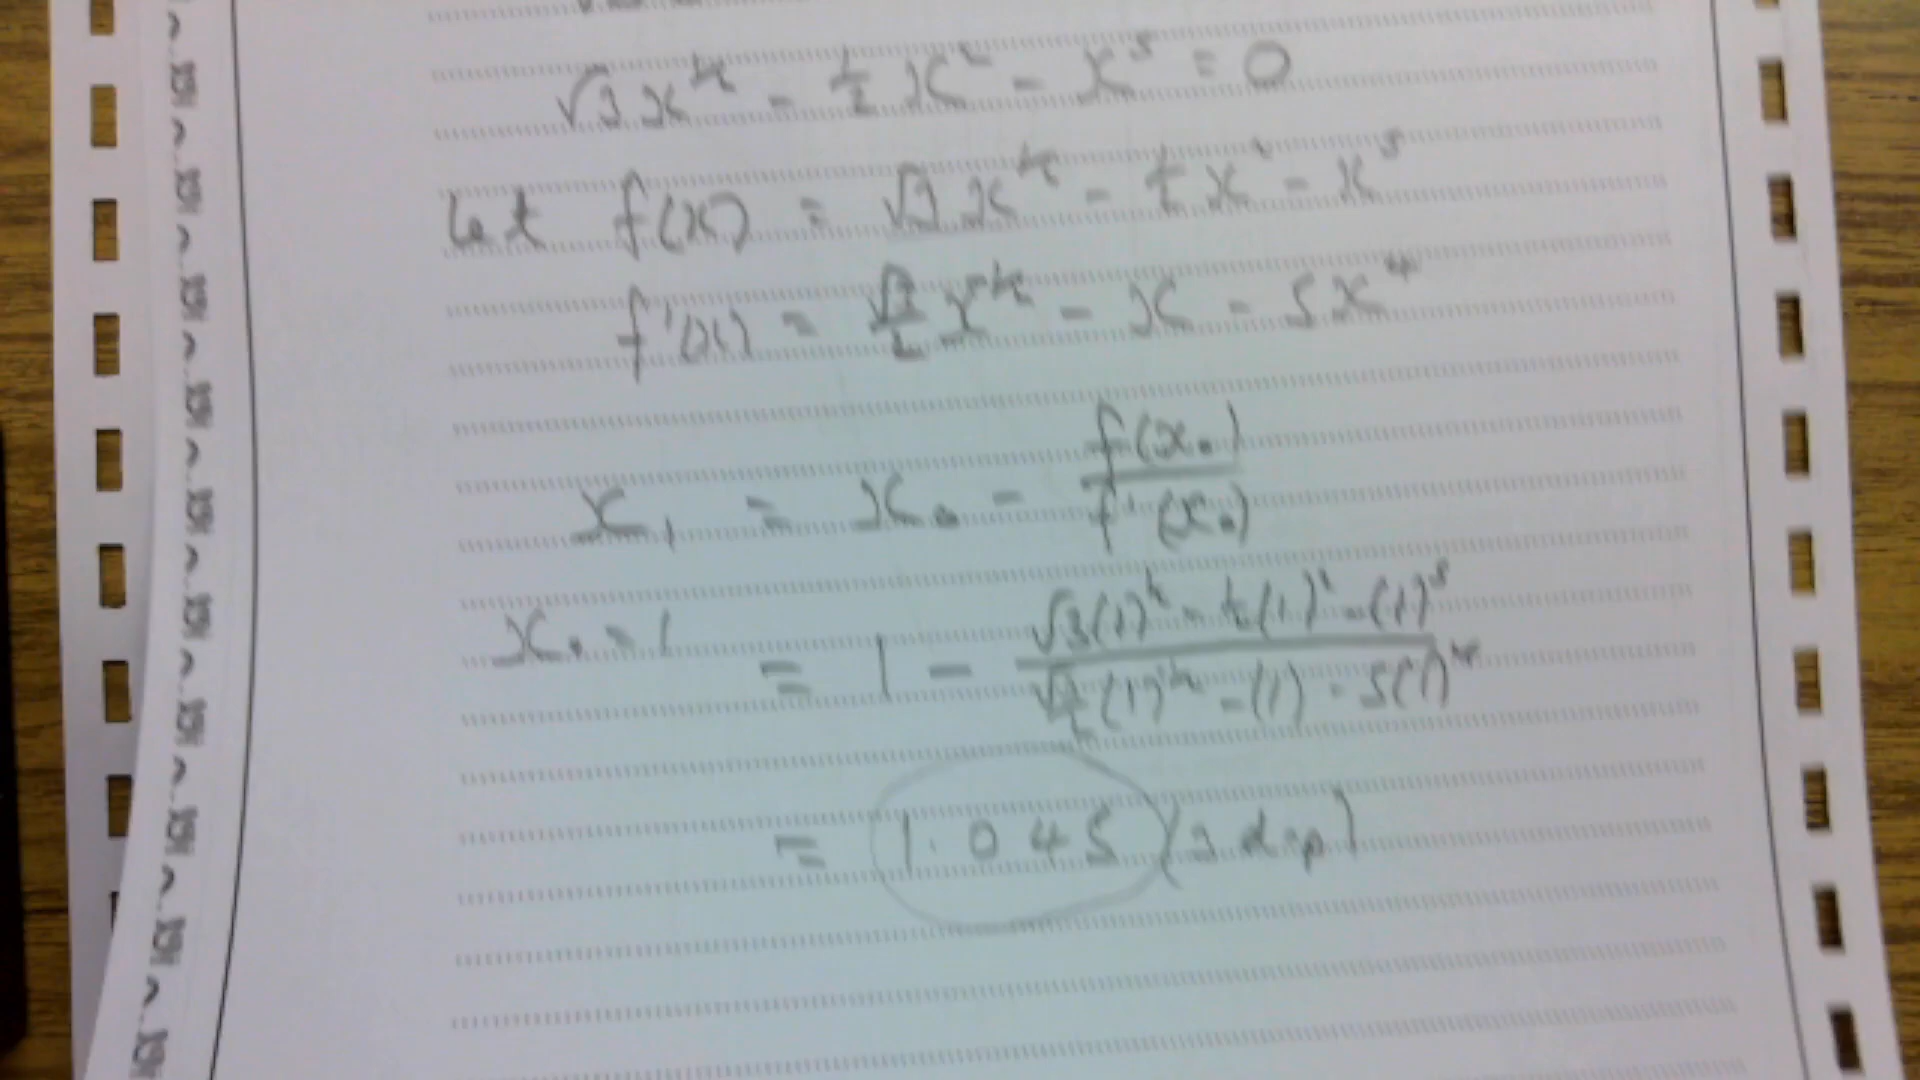 √3 x^½ - ½ x² - x⁵ = 0
Let f(x) = √3 x^½ - ½ x² - x⁵
f'(x) = √3/2 x^-½ - x - 5x⁴
x₁ = x₀ - f(x₀)/f'(x₀)
x₀ = 1 = 1 - (√3(1)^½ - ½(1)² - (1)⁵)/(√3/2 (1)^-½ - (1) - 5(1)⁴)
= 1.045 (3 d.p)